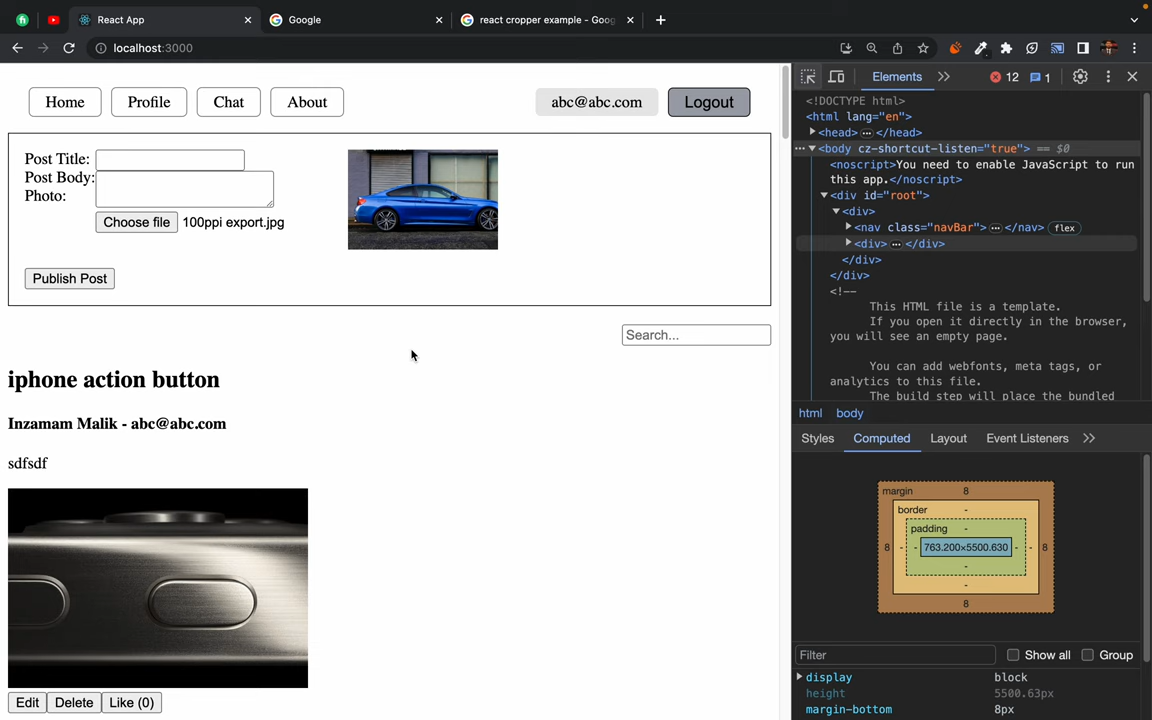 React App
Google
react cropper example - Goog
localhost:3000
Home
Profile
Chat
About
abc@abc.com
Logout
Post Title:
Post Body:
Photo:
Choose file 100ppi export.jpg
Publish Post
Search...
iphone action button
Inzamam Malik - abc@abc.com
sdfsdf
Edit
Delete
Like (0)
Elements
12
1
<!DOCTYPE html>
<html lang="en">
<head> ⋯ </head>
<body cz-shortcut-listen="true"> == $0
<noscript>You need to enable JavaScript to run
this app.</noscript>
<div id="root">
<div>
<nav class="navBar"> ⋯ </nav> flex
<div> ⋯ </div>
</div>
</div>
<!--
This HTML file is a template.
If you open it directly in the browser,
you will see an empty page.
You can add webfonts, meta tags, or
analytics to this file.
The build step will place the bundled
html body
Styles
Computed
Layout
Event Listeners
margin
8
border
-
padding
-
8
-
-
763.200×5500.630
-
-
8
-
-
8
Filter
Show all
Group
display block
height 5500.63px
margin-bottom 8px